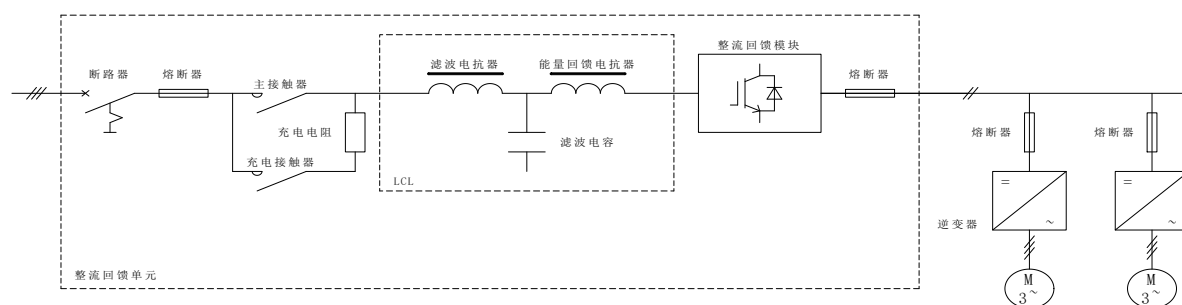 整流回馈模块
滤波电抗器
能量回馈电抗器
断路器
熔断器
主接触器
熔断器
充电电阻
滤波电容
充电接触器
LCL
熔断器
熔断器
=
~
=
~
逆变器
整流回馈单元
M
3~
M
3~